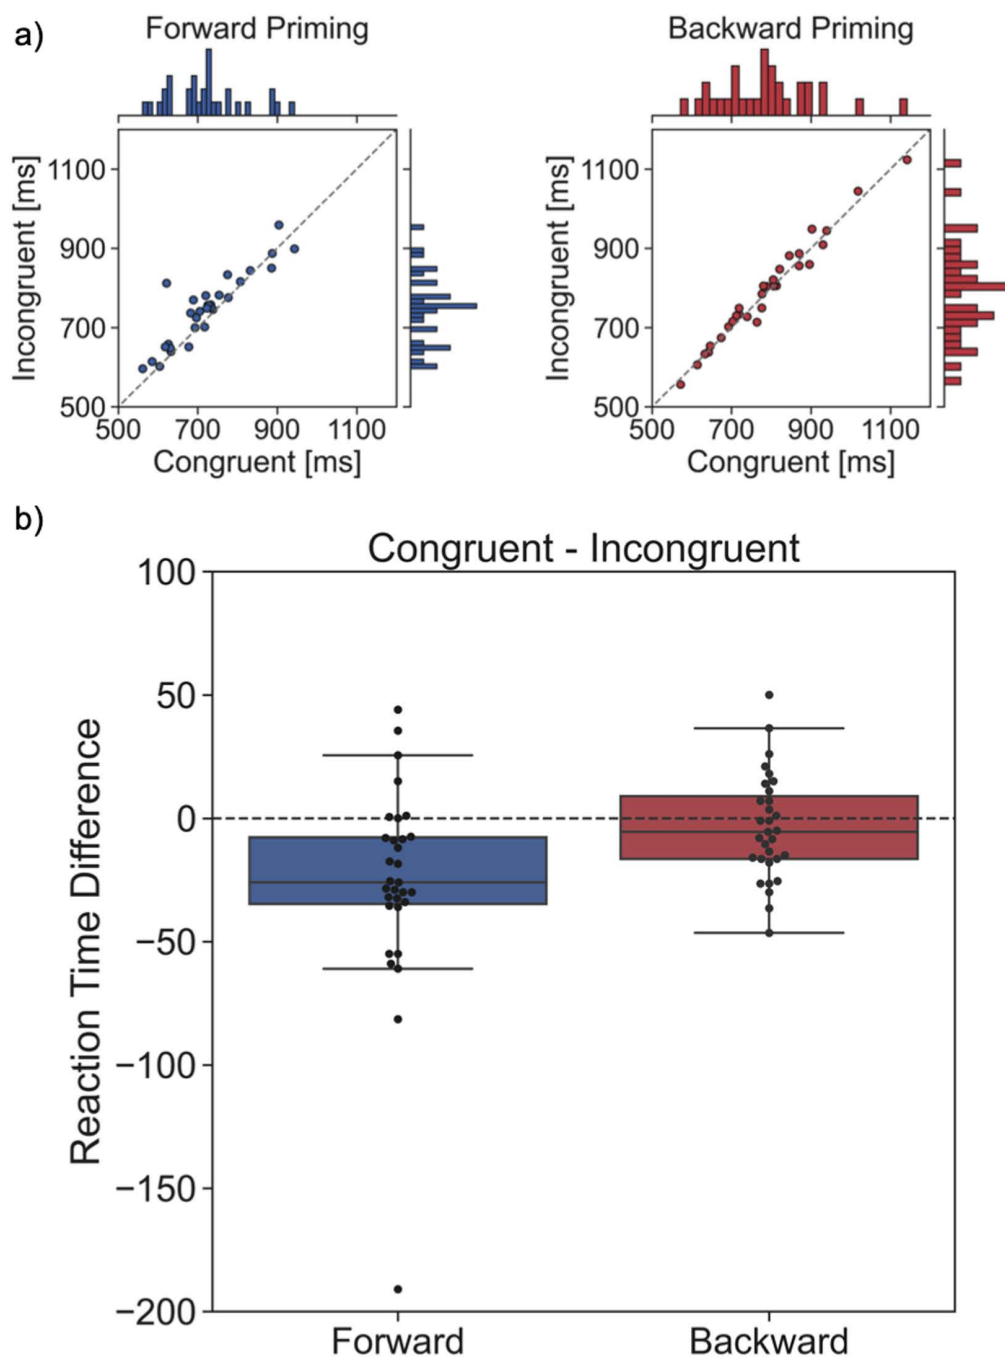 a)
Forward Priming
Backward Priming
Incongruent [ms]
1100
900
700
500
500 700 900 1100
Congruent [ms]
Incongruent [ms]
1100
900
700
500
500 700 900 1100
Congruent [ms]
b)
Congruent - Incongruent
Reaction Time Difference
100
50
0
−50
−100
−150
−200
Forward
Backward